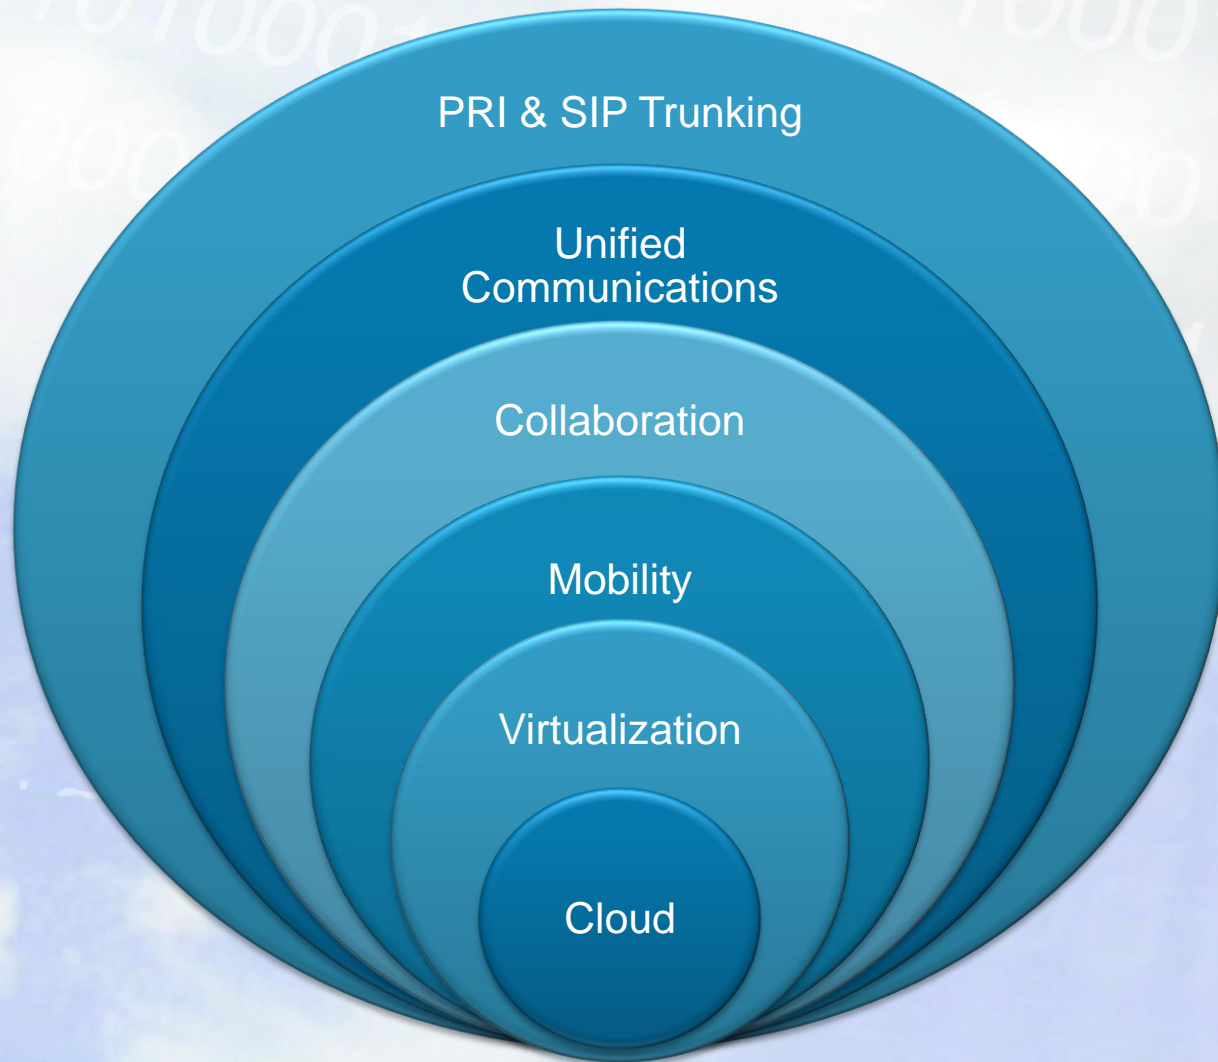 PRI & SIP Trunking
Unified
Communications
Collaboration
Mobility
Virtualization
Cloud